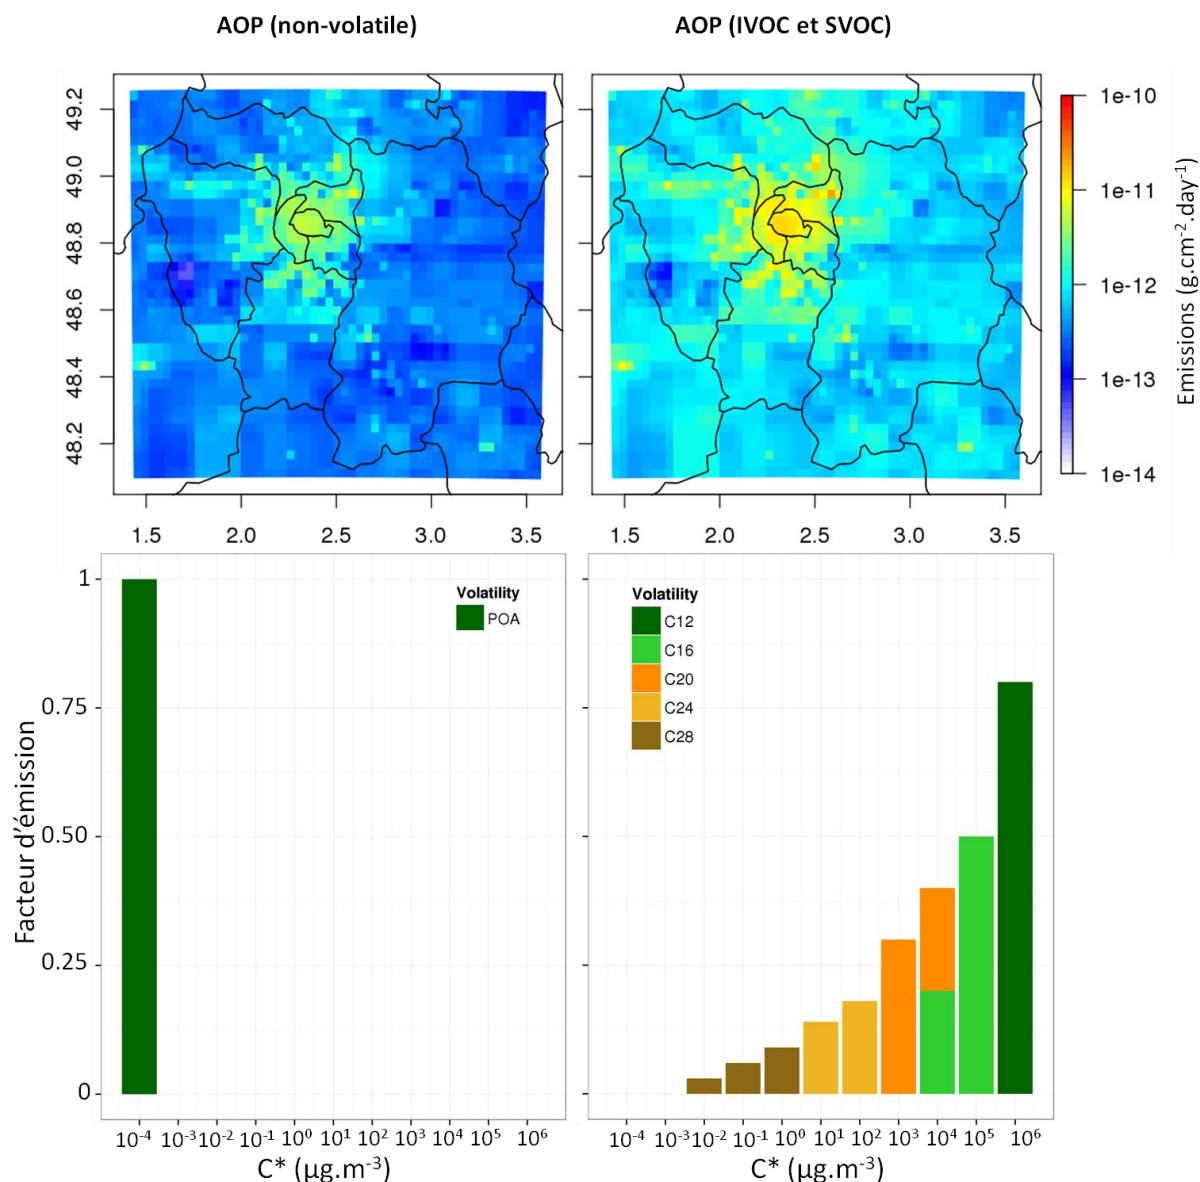 AOP (non-volatile)
AOP (IVOC et SVOC)
49.2
49.0
48.8
48.6
48.4
48.2
1.5 2.0 2.5 3.0 3.5
1.5 2.0 2.5 3.0 3.5
1e-10
1e-11
1e-12
1e-13
1e-14
Emissions (g.cm⁻².day⁻¹)
Facteur d'émission
1
0.75
0.50
0.25
0
Volatility
POA
10⁻⁴ 10⁻³ 10⁻² 10⁻¹ 10⁰ 10¹ 10² 10³ 10⁴ 10⁵ 10⁶
C* (µg.m⁻³)
Volatility
C12
C16
C20
C24
C28
10⁻⁴ 10⁻³ 10⁻² 10⁻¹ 10⁰ 10¹ 10² 10³ 10⁴ 10⁵ 10⁶
C* (µg.m⁻³)